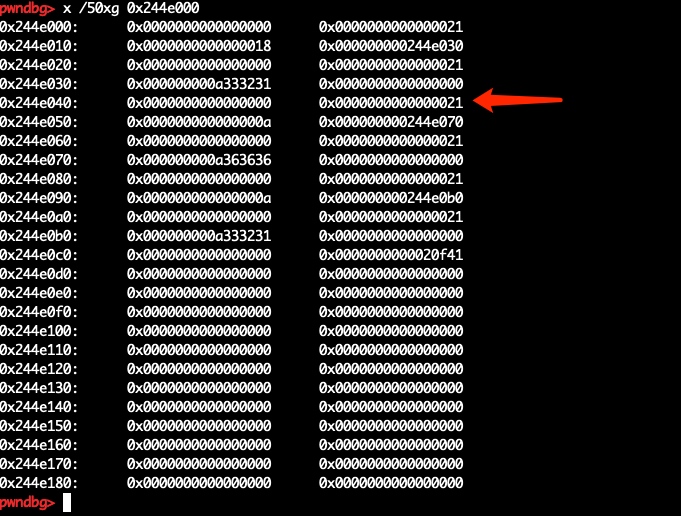 pwndbg> x /50xg 0x244e000
0x244e000: 0x0000000000000000 0x0000000000000021
0x244e010: 0x0000000000000018 0x000000000244e030
0x244e020: 0x0000000000000000 0x0000000000000021
0x244e030: 0x000000000a333231 0x0000000000000000
0x244e040: 0x0000000000000000 0x0000000000000021
0x244e050: 0x000000000000000a 0x000000000244e070
0x244e060: 0x0000000000000000 0x0000000000000021
0x244e070: 0x000000000a363636 0x0000000000000000
0x244e080: 0x0000000000000000 0x0000000000000021
0x244e090: 0x000000000000000a 0x000000000244e0b0
0x244e0a0: 0x0000000000000000 0x0000000000000021
0x244e0b0: 0x000000000a333231 0x0000000000000000
0x244e0c0: 0x0000000000000000 0x0000000000020f41
0x244e0d0: 0x0000000000000000 0x0000000000000000
0x244e0e0: 0x0000000000000000 0x0000000000000000
0x244e0f0: 0x0000000000000000 0x0000000000000000
0x244e100: 0x0000000000000000 0x0000000000000000
0x244e110: 0x0000000000000000 0x0000000000000000
0x244e120: 0x0000000000000000 0x0000000000000000
0x244e130: 0x0000000000000000 0x0000000000000000
0x244e140: 0x0000000000000000 0x0000000000000000
0x244e150: 0x0000000000000000 0x0000000000000000
0x244e160: 0x0000000000000000 0x0000000000000000
0x244e170: 0x0000000000000000 0x0000000000000000
0x244e180: 0x0000000000000000 0x0000000000000000
pwndbg>